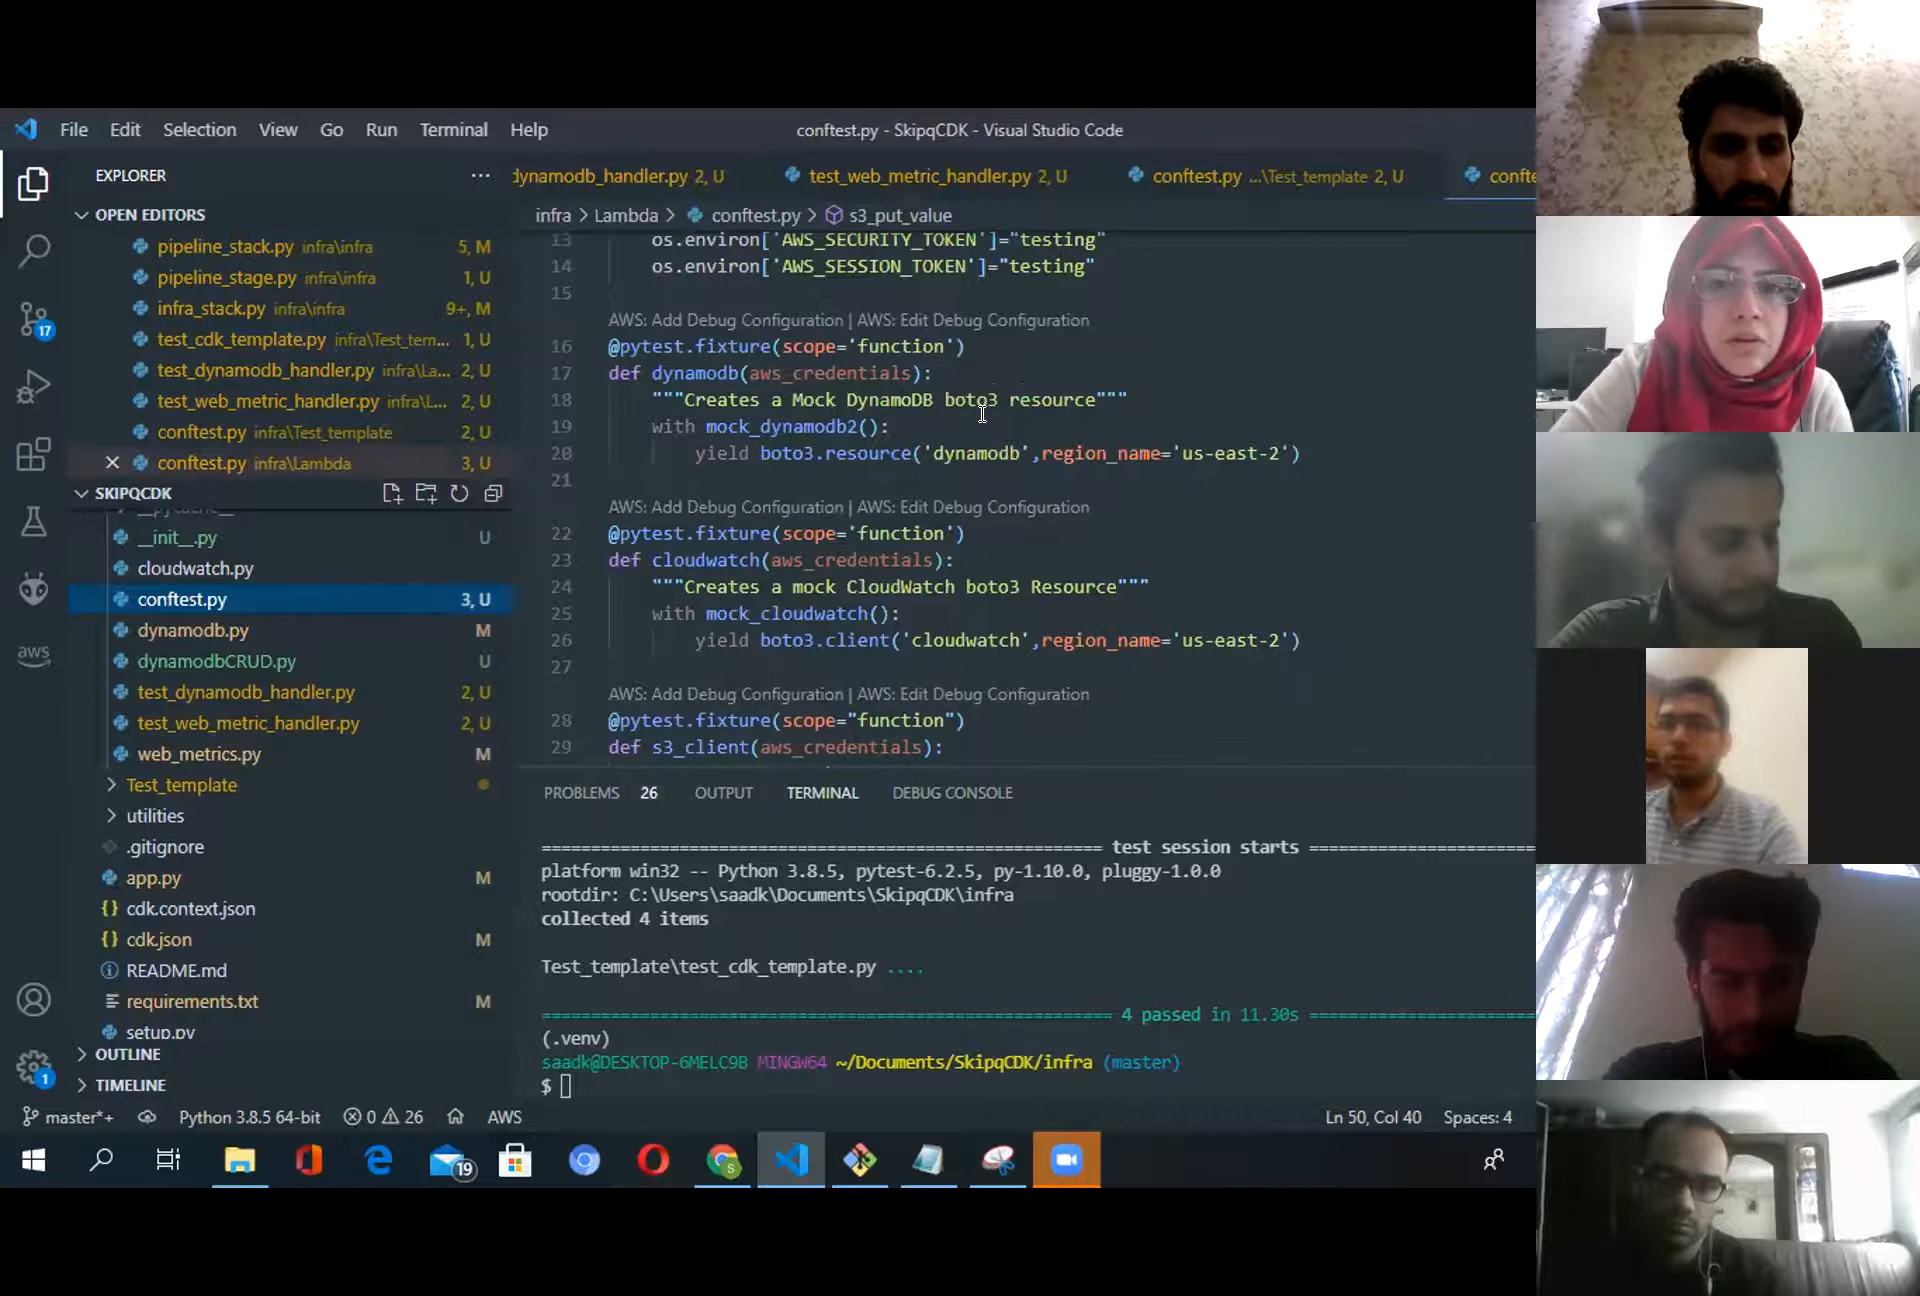 File Edit Selection View Go Run Terminal Help
conftest.py - SkipqCDK - Visual Studio Code
EXPLORER
dynamodb_handler.py 2, U
test_web_metric_handler.py 2, U
conftest.py ...\Test_template 2, U
confte
OPEN EDITORS
pipeline_stack.py infra\infra 5, M
pipeline_stage.py infra\infra 1, U
infra_stack.py infra\infra 9+, M
test_cdk_template.py infra\Test_tem... 1, U
test_dynamodb_handler.py infra\La... 2, U
test_web_metric_handler.py infra\L... 2, U
conftest.py infra\Test_template 2, U
conftest.py infra\Lambda 3, U
SKIPQCDK
__pycache__
__init__.py U
cloudwatch.py
conftest.py 3, U
dynamodb.py M
dynamodbCRUD.py U
test_dynamodb_handler.py 2, U
test_web_metric_handler.py 2, U
web_metrics.py M
Test_template
utilities
.gitignore
app.py M
cdk.context.json
cdk.json M
README.md
requirements.txt M
setup.py
OUTLINE
TIMELINE
17
aws
1
infra > Lambda > conftest.py > s3_put_value
13 os.environ['AWS_SECURITY_TOKEN']="testing"
14 os.environ['AWS_SESSION_TOKEN']="testing"
15
AWS: Add Debug Configuration | AWS: Edit Debug Configuration
16 @pytest.fixture(scope='function')
17 def dynamodb(aws_credentials):
18 """Creates a Mock DynamoDB boto3 resource"""
19 with mock_dynamodb2():
20 yield boto3.resource('dynamodb',region_name='us-east-2')
21
AWS: Add Debug Configuration | AWS: Edit Debug Configuration
22 @pytest.fixture(scope='function')
23 def cloudwatch(aws_credentials):
24 """Creates a mock CloudWatch boto3 Resource"""
25 with mock_cloudwatch():
26 yield boto3.client('cloudwatch',region_name='us-east-2')
27
AWS: Add Debug Configuration | AWS: Edit Debug Configuration
28 @pytest.fixture(scope="function")
29 def s3_client(aws_credentials):
PROBLEMS 26 OUTPUT TERMINAL DEBUG CONSOLE
test session starts
platform win32 -- Python 3.8.5, pytest-6.2.5, py-1.10.0, pluggy-1.0.0
rootdir: C:\Users\saadk\Documents\SkipqCDK\infra
collected 4 items
Test_template\test_cdk_template.py ....
4 passed in 11.30s
(.venv)
saadk@DESKTOP-6MELC9B MINGW64 ~/Documents/SkipqCDK/infra (master)
$
master*+ Python 3.8.5 64-bit 0 26 AWS Ln 50, Col 40 Spaces: 4
19
S